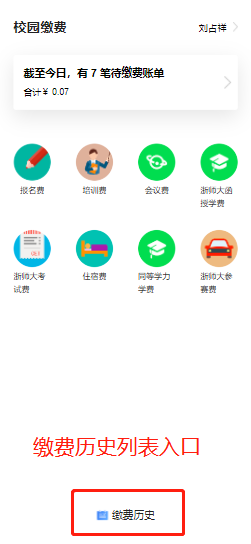 校园缴费
刘占祥
截至今日，有 7 笔待缴费账单
合计￥ 0.07
报名费
培训费
会议费
浙师大函
授学费
浙师大考
试费
住宿费
同等学力
学费
浙师大参
赛费
缴费历史列表入口
缴费历史